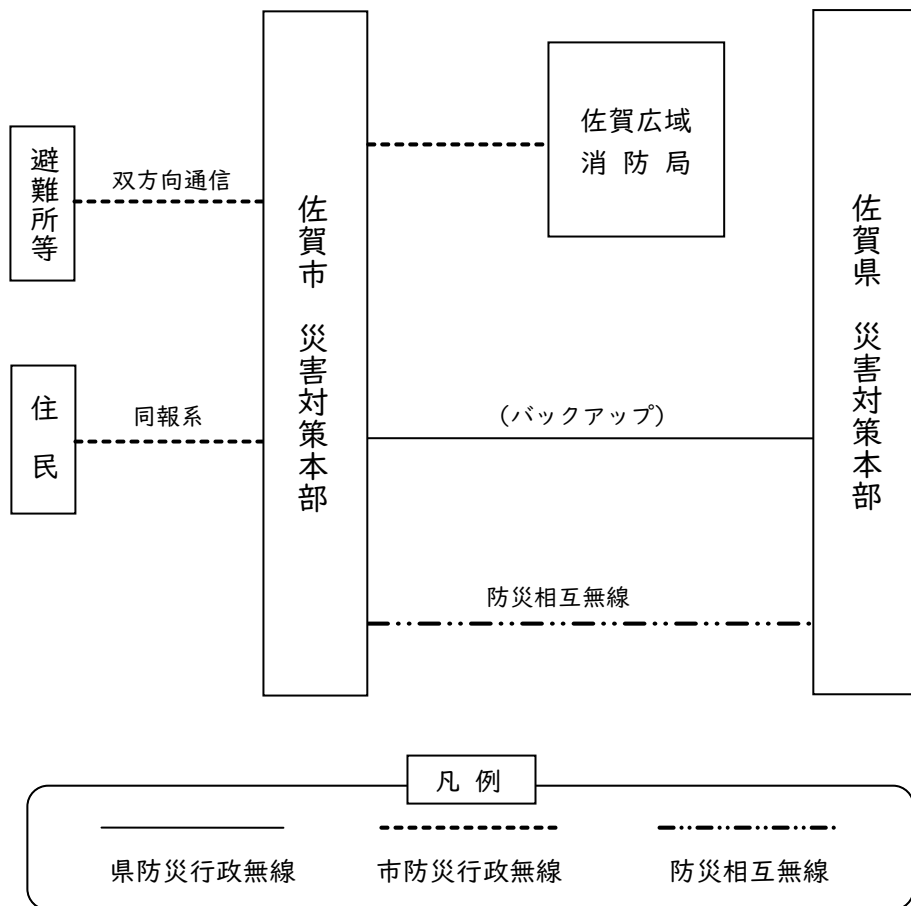 避難所等
双方向通信
住民
同報系
佐賀市 災害対策本部
佐賀広域
消 防 局
(バックアップ)
防災相互無線
佐賀県 災害対策本部
凡 例
県防災行政無線
市防災行政無線
防災相互無線